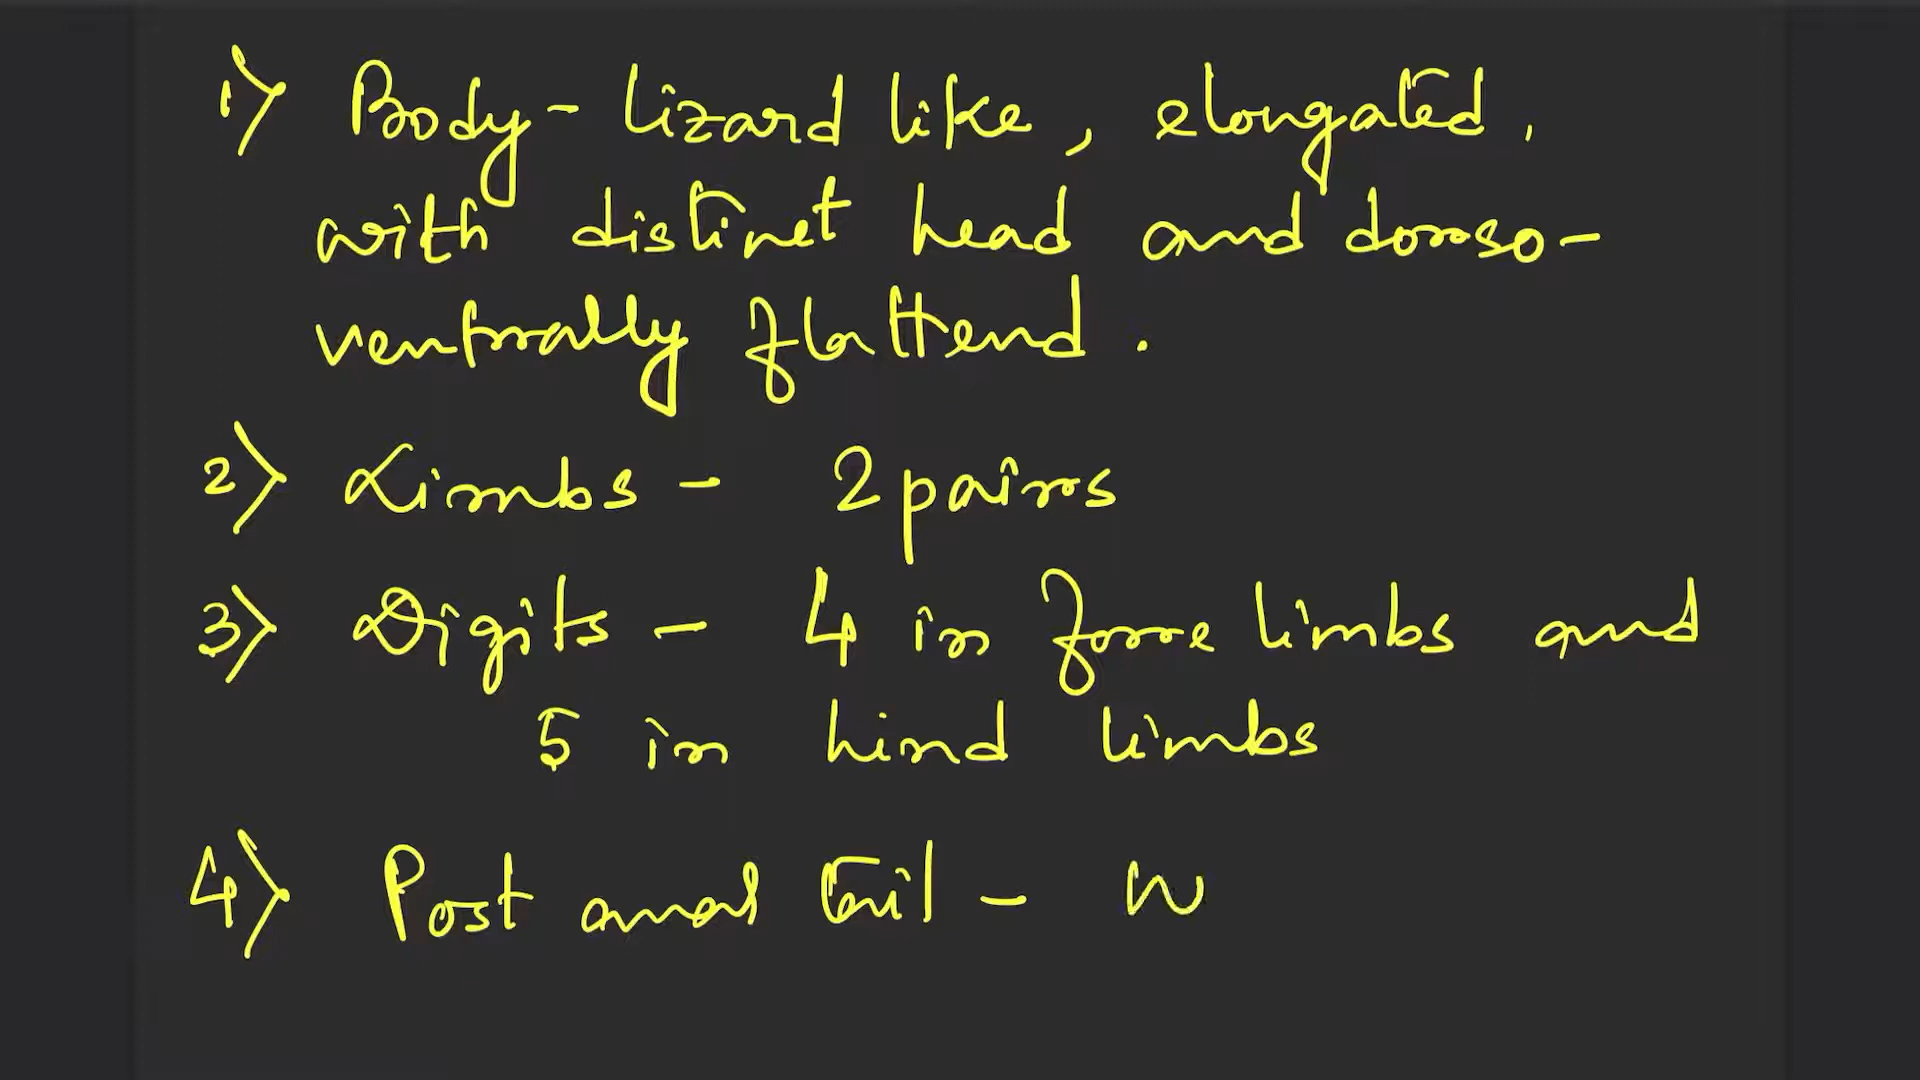 1) Body - lizard like, elongated,
with distinct head and dorso-
ventrally flattend.
2) Limbs - 2 pairs
3) Digits - 4 in fore limbs and
5 in hind limbs
4) Post anal tail - w